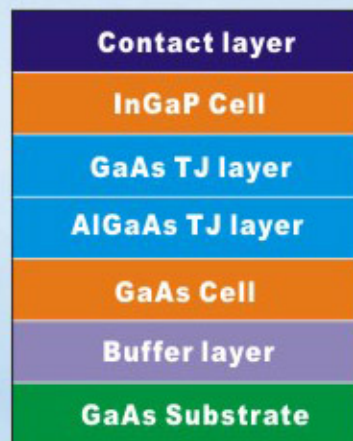 Contact layer
InGaP Cell
GaAs TJ layer
AlGaAs TJ layer
GaAs Cell
Buffer layer
GaAs Substrate